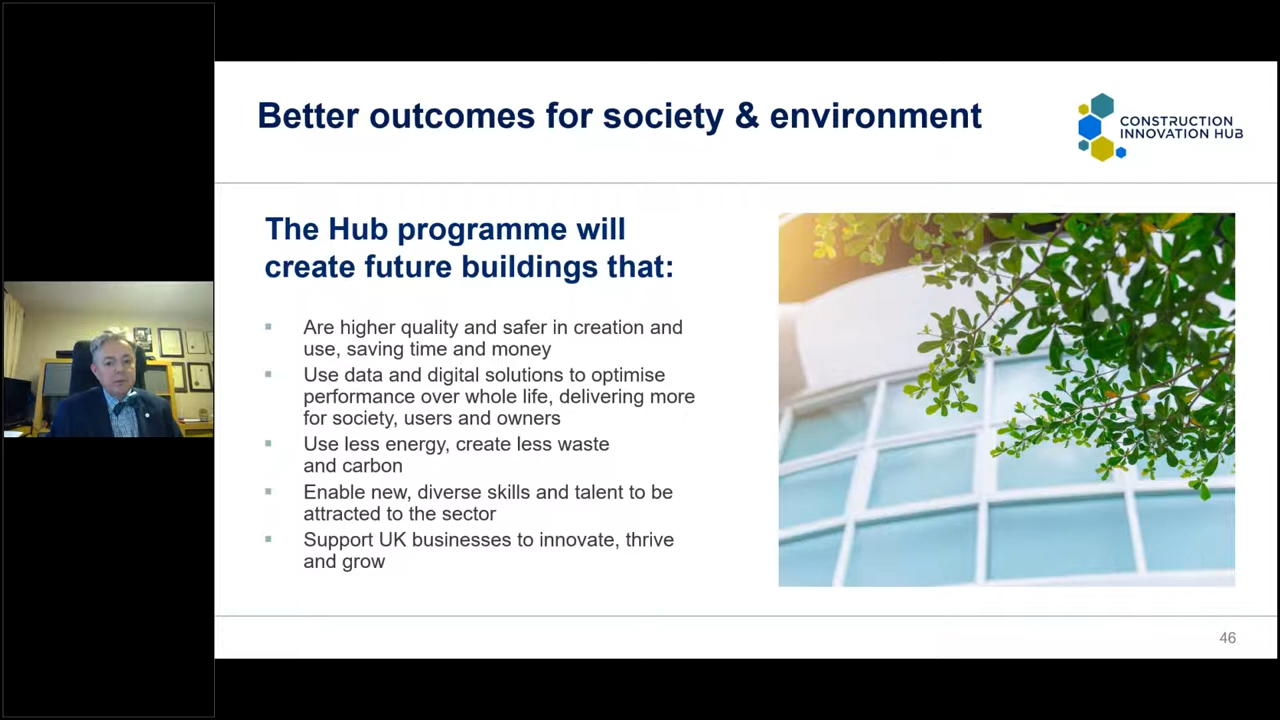 Better outcomes for society & environment
CONSTRUCTION
INNOVATION HUB
The Hub programme will
create future buildings that:
Are higher quality and safer in creation and
use, saving time and money
Use data and digital solutions to optimise
performance over whole life, delivering more
for society, users and owners
Use less energy, create less waste
and carbon
Enable new, diverse skills and talent to be
attracted to the sector
Support UK businesses to innovate, thrive
and grow
46